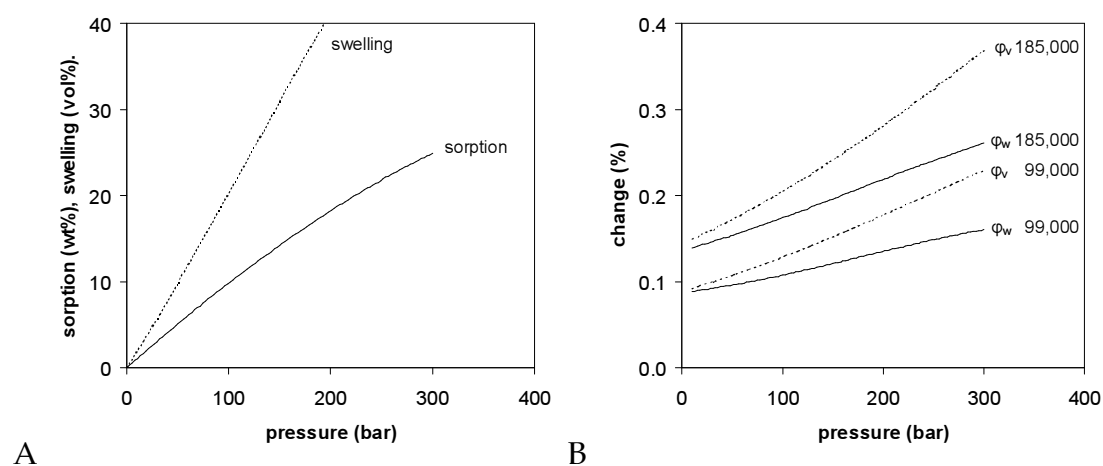 sorption (wt%), swelling (vol%).
40
30
20
10
0
swelling
sorption
0 100 200 300 400
pressure (bar)
A
change (%)
0.4
0.3
0.2
0.1
0.0
φv 185,000
φw 185,000
φv 99,000
φw 99,000
0 100 200 300 400
pressure (bar)
B